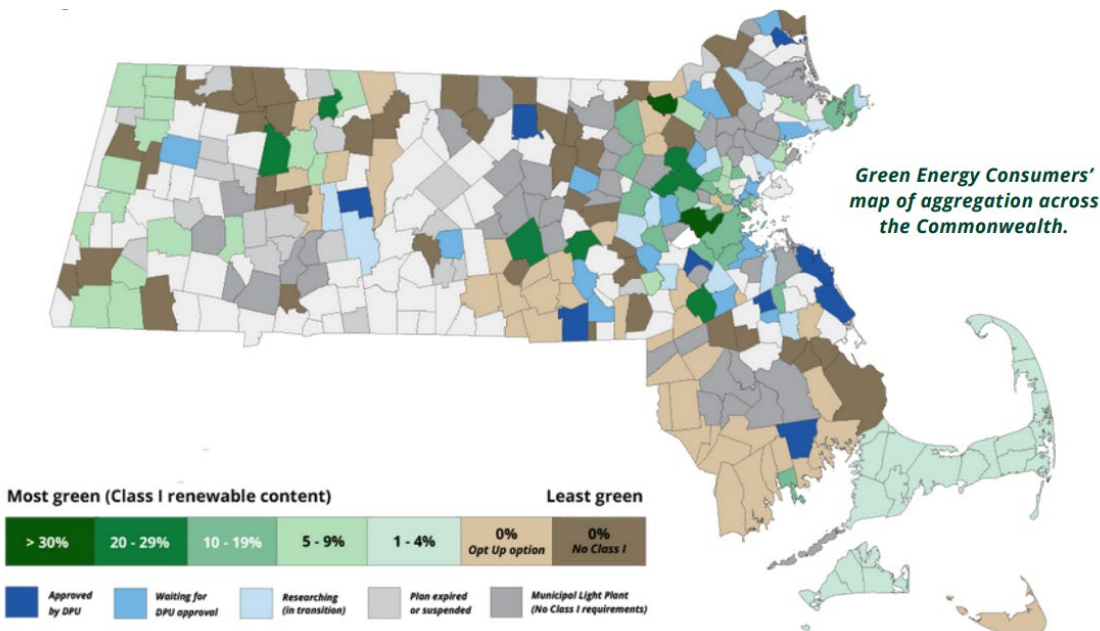 Green Energy Consumers’
map of aggregation across
the Commonwealth.
Most green (Class I renewable content)
Least green
> 30%
20 - 29%
10 - 19%
5 - 9%
1 - 4%
0%
Opt Up option
0%
No Class I
Approved
by DPU
Waiting for
DPU approval
Researching
(in transition)
Plan expired
or suspended
Municipal Light Plant
(No Class I requirements)